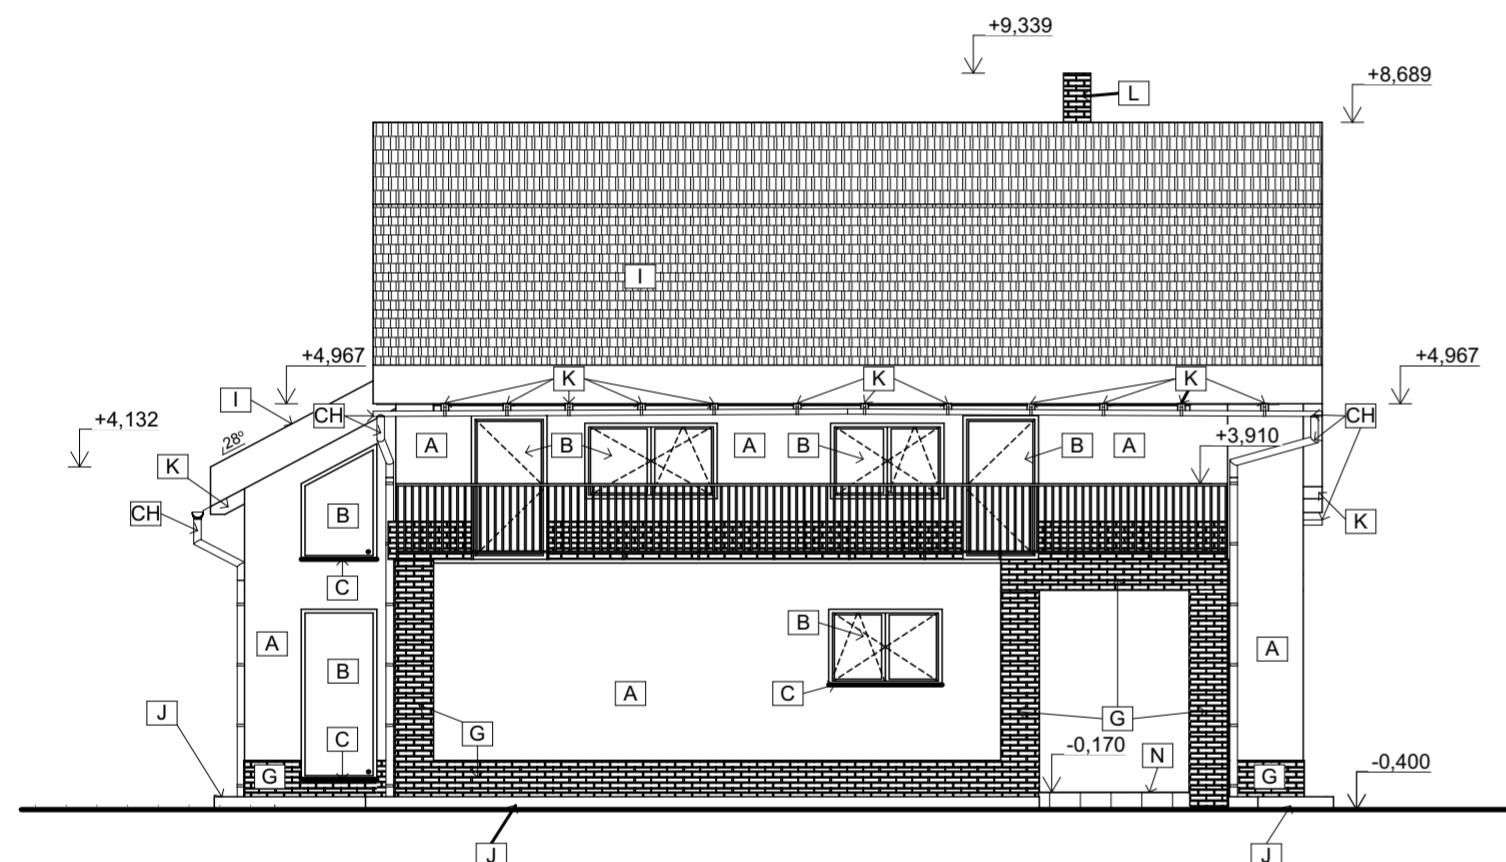 +9,339
+8,689
L
I
+4,967
+4,967
K
K
K
I
CH
CH
+4,132
28°
A
B
A
B
B
A
+3,910
K
CH
B
K
C
B
A
A
B
A
C
J
G
G
C
-0,170
N
G
G
-0,400
J
J